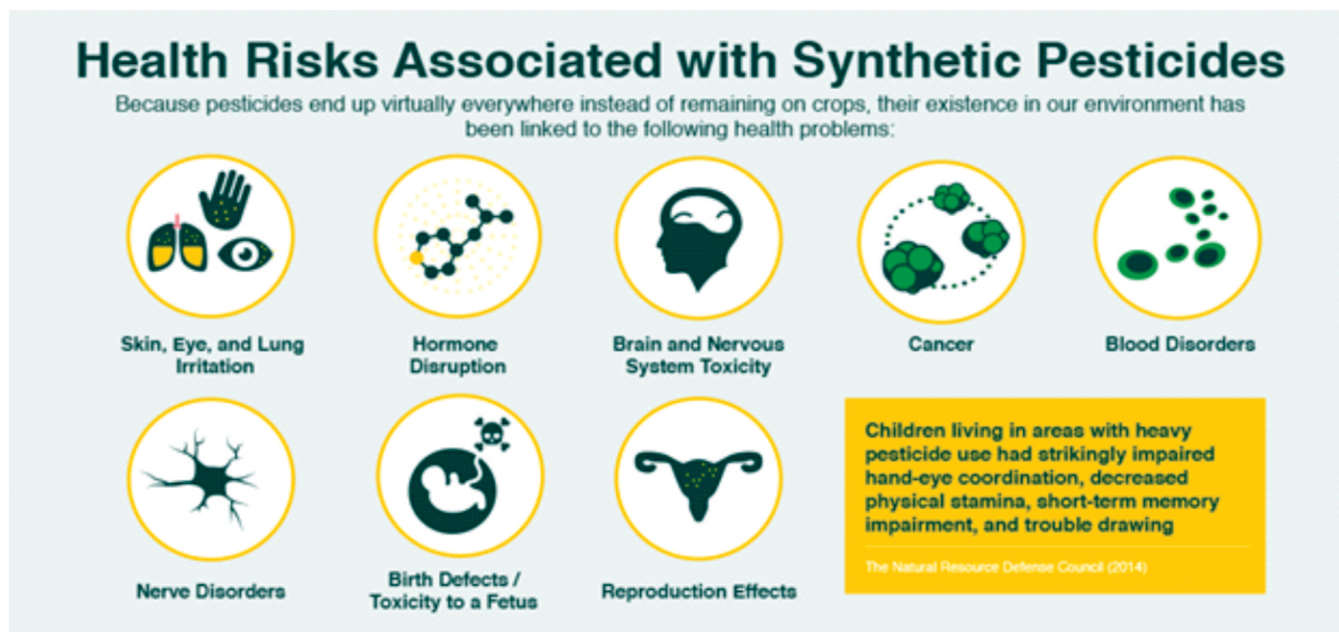 Health Risks Associated with Synthetic Pesticides
Because pesticides end up virtually everywhere instead of remaining on crops, their existence in our environment has
been linked to the following health problems:
Skin, Eye, and Lung
Irritation
Hormone
Disruption
Brain and Nervous
System Toxicity
Cancer
Blood Disorders
Nerve Disorders
Birth Defects /
Toxicity to a Fetus
Reproduction Effects
Children living in areas with heavy
pesticide use had strikingly impaired
hand-eye coordination, decreased
physical stamina, short-term memory
impairment, and trouble drawing
The Natural Resource Defense Council (2014)